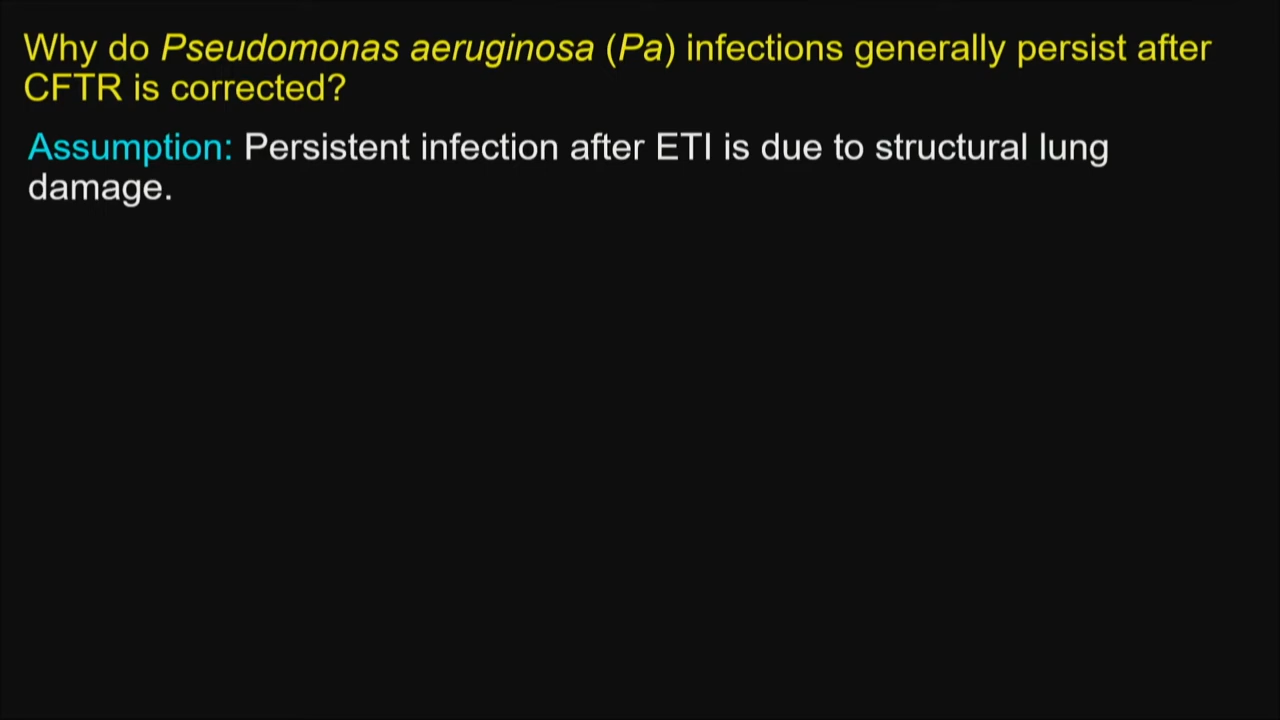 Why do Pseudomonas aeruginosa (Pa) infections generally persist after
CFTR is corrected?
Assumption: Persistent infection after ETI is due to structural lung
damage.